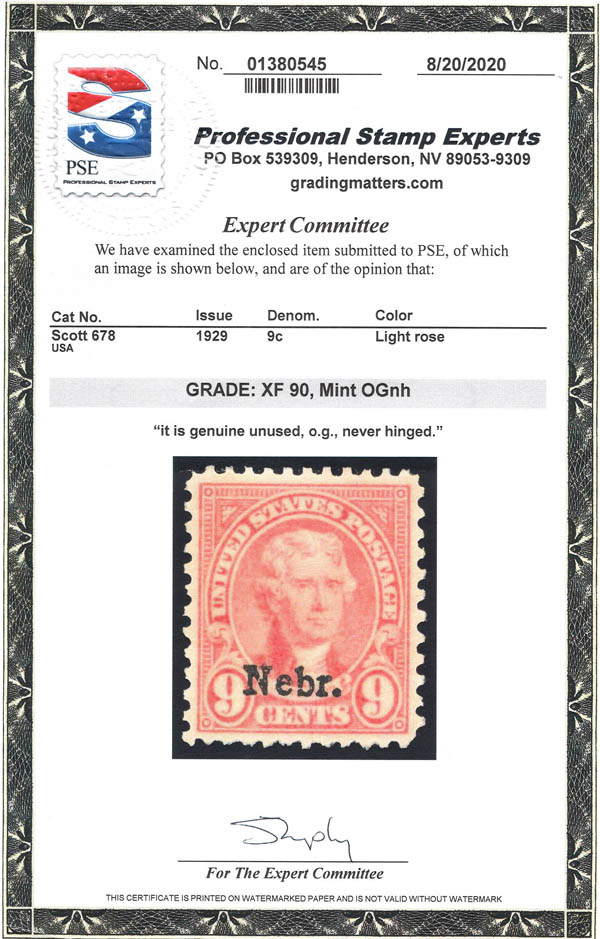 No. 01380545 8/20/2020
PSE
PROFESSIONAL STAMP EXPERTS
Professional Stamp Experts
PO Box 539309, Henderson, NV 89053-9309
gradingmatters.com
Expert Committee
We have examined the enclosed item submitted to PSE, of which
an image is shown below, and are of the opinion that:
Cat No. Issue Denom. Color
Scott 678 1929 9c Light rose
USA
GRADE: XF 90, Mint OGnh
“it is genuine unused, o.g., never hinged.”
UNITED STATES POSTAGE
Nebr.
9 CENTS 9
For The Expert Committee
THIS CERTIFICATE IS PRINTED ON WATERMARKED PAPER AND IS NOT VALID WITHOUT WATERMARK